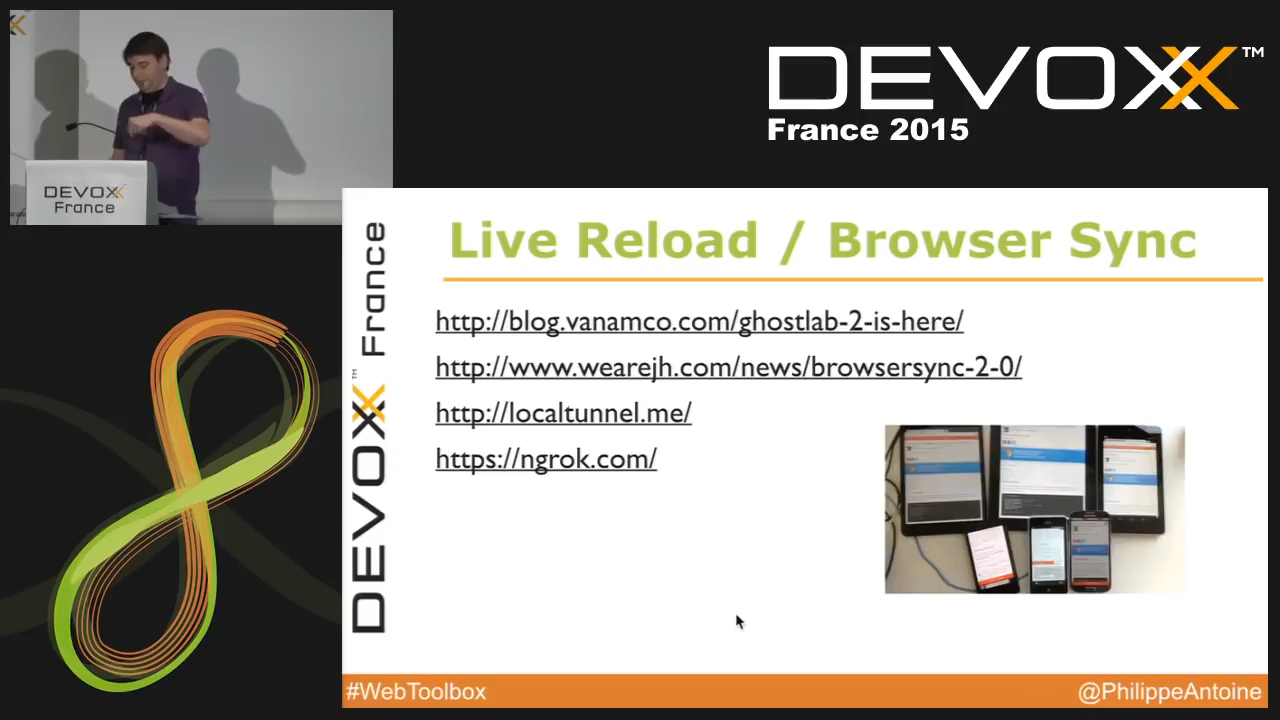 DEVOXX™
France 2015
DEVOXX
France
DEVOXX™ France
Live Reload / Browser Sync
http://blog.vanamco.com/ghostlab-2-is-here/
http://www.wearejh.com/news/browsersync-2-0/
http://localtunnel.me/
https://ngrok.com/
#WebToolbox
@PhilippeAntoine